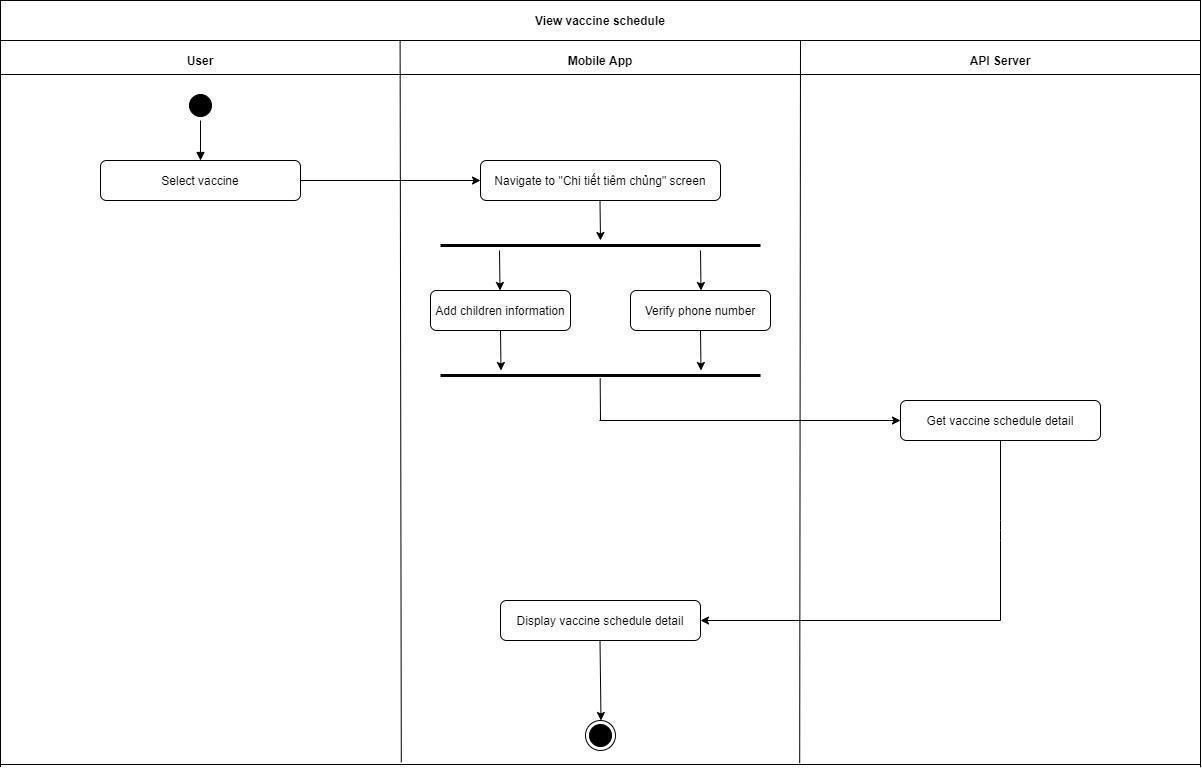 View vaccine schedule
User
Mobile App
API Server
Select vaccine
Navigate to "Chi tiết tiêm chủng" screen
Add children information
Verify phone number
Get vaccine schedule detail
Display vaccine schedule detail